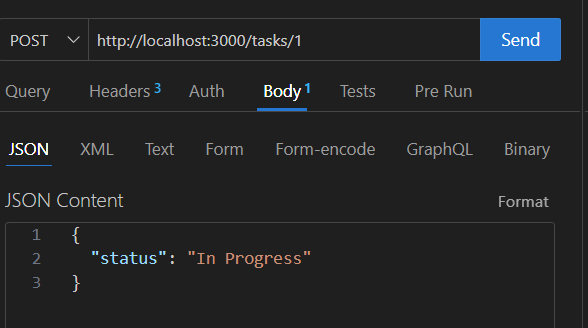 POST http://localhost:3000/tasks/1 Send
Query Headers 3 Auth Body 1 Tests Pre Run
JSON XML Text Form Form-encode GraphQL Binary
JSON Content Format
1 {
2 "status": "In Progress"
3 }